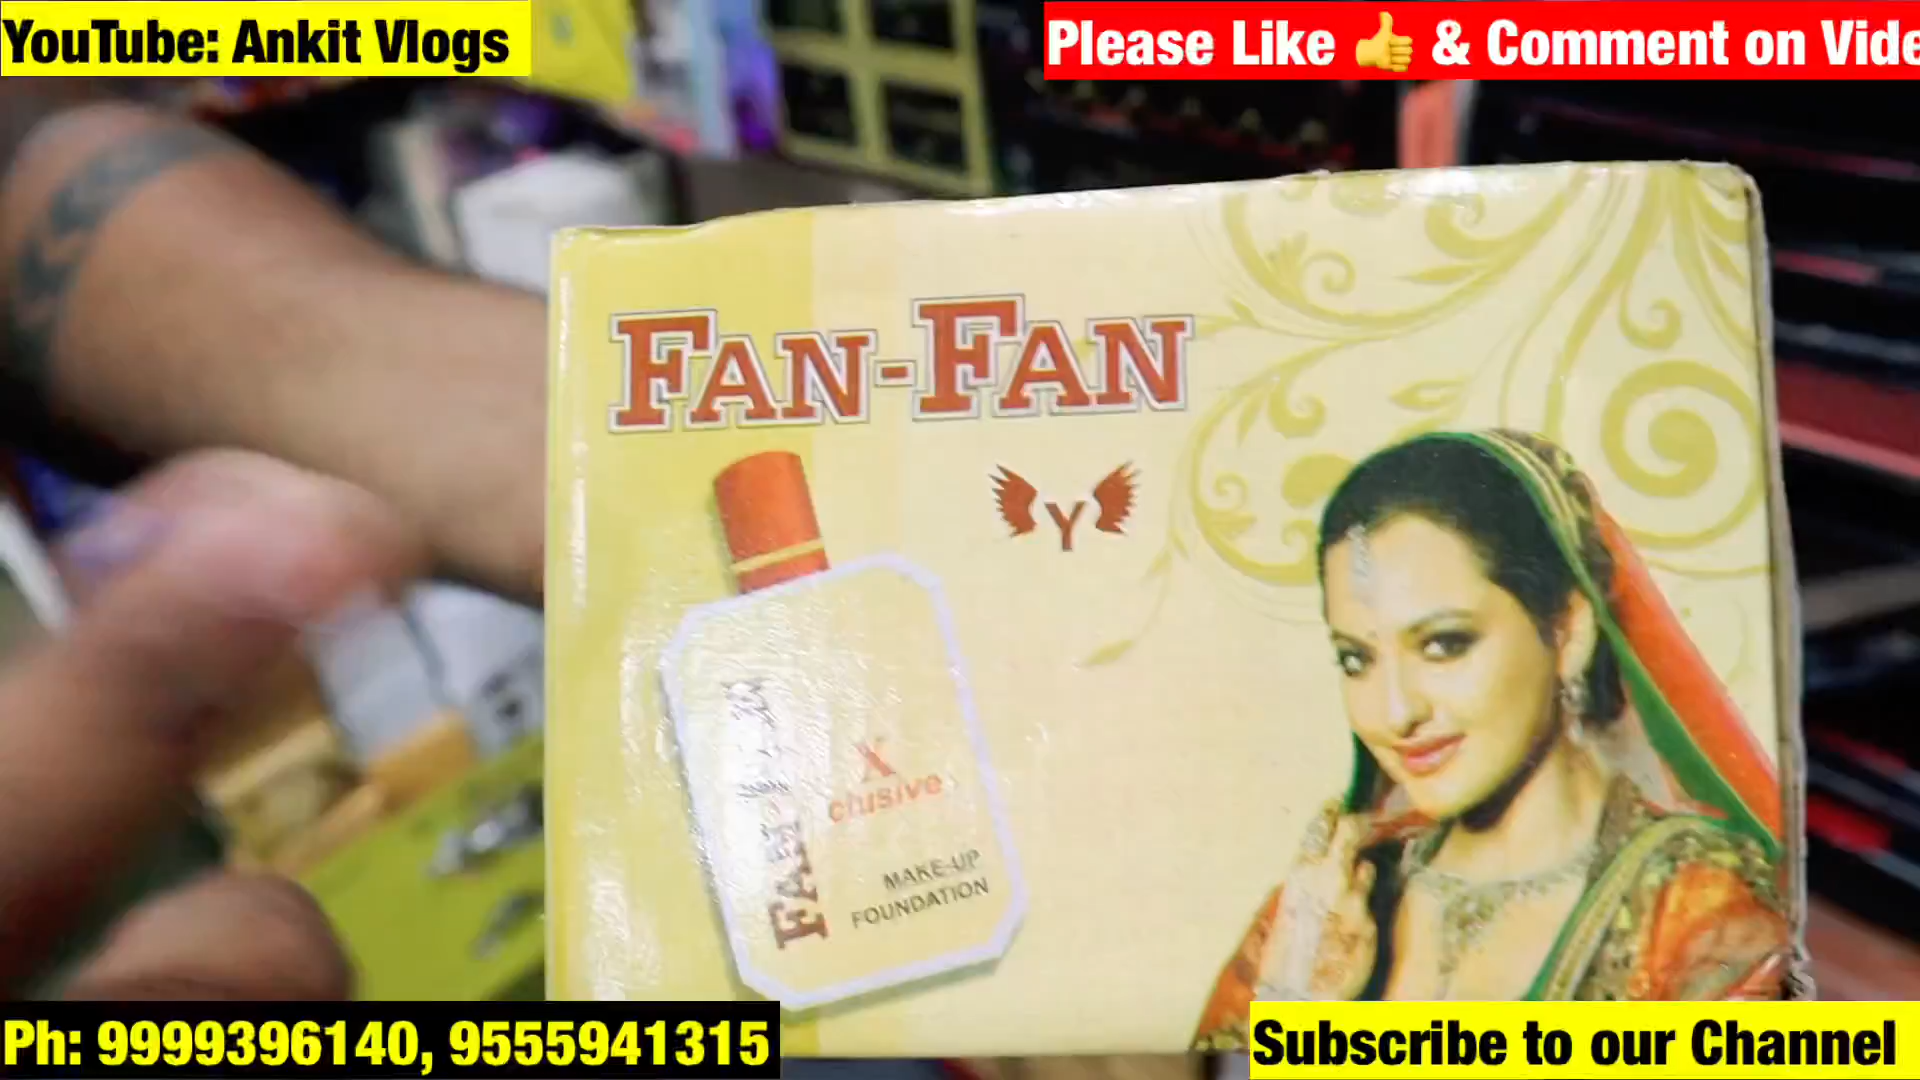 YouTube: Ankit Vlogs
Please Like 👍 & Comment on Vide
FAN-FAN
Y
FAN-FAN
X
clusive
MAKE-UP
FOUNDATION
Ph: 9999396140, 9555941315
Subscribe to our Channel